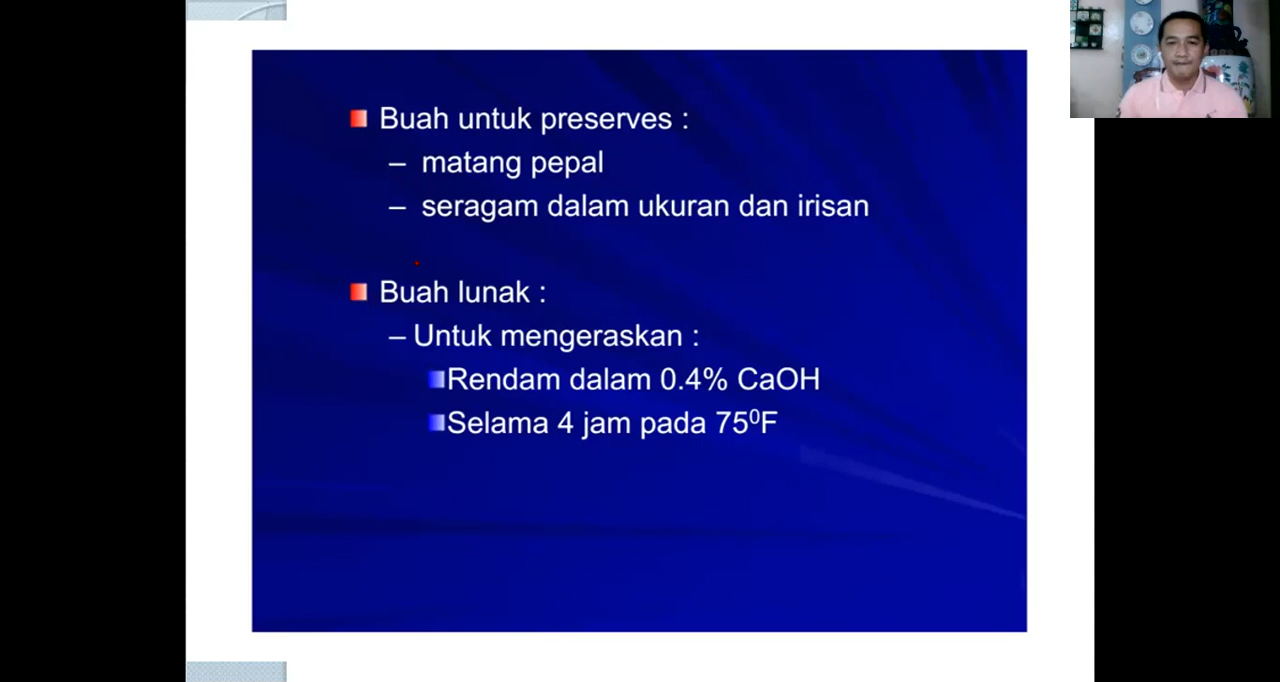 Buah untuk preserves :
– matang pepal
– seragam dalam ukuran dan irisan
Buah lunak :
– Untuk mengeraskan :
Rendam dalam 0.4% CaOH
Selama 4 jam pada 75⁰F